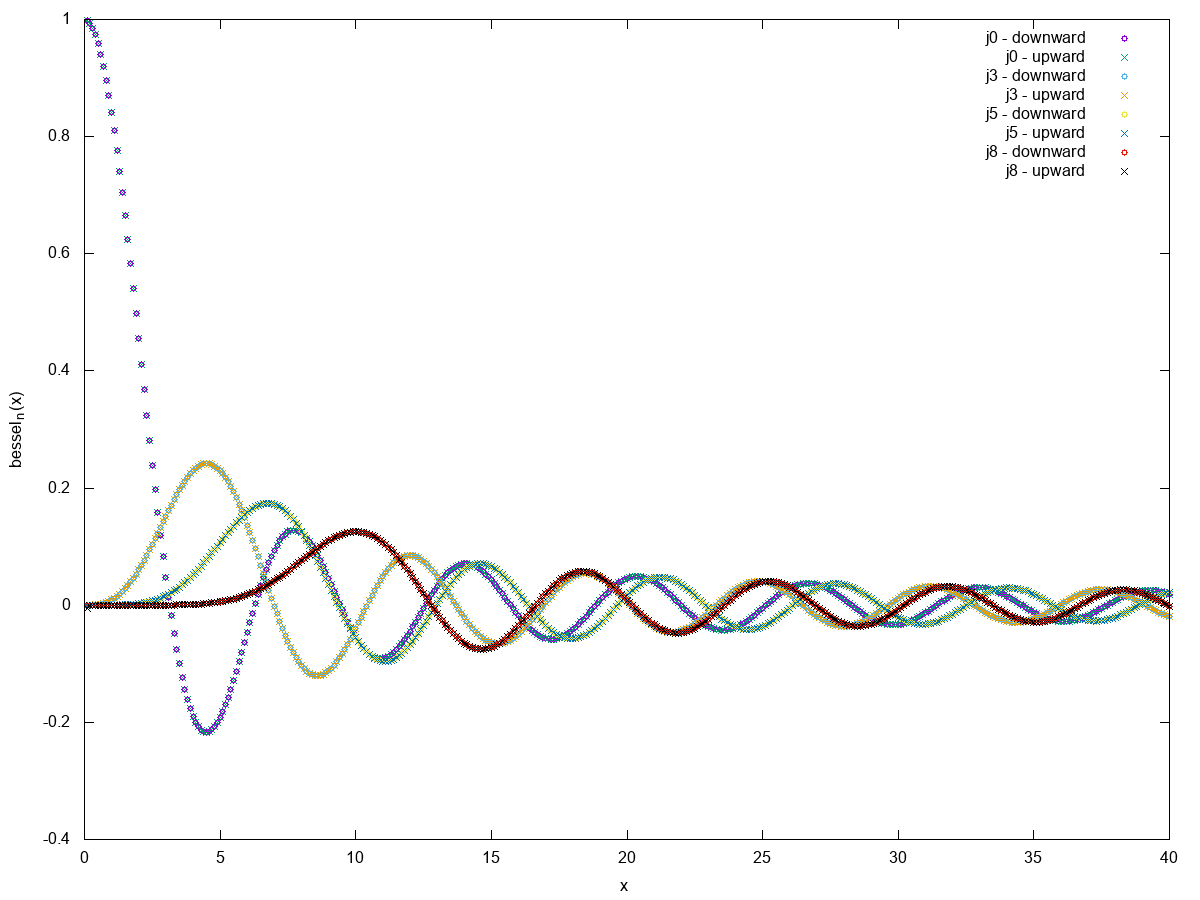 1
0.8
0.6
0.4
0.2
0
-0.2
-0.4
bessel_n(x)
j0 - downward
j0 - upward
j3 - downward
j3 - upward
j5 - downward
j5 - upward
j8 - downward
j8 - upward
0 5 10 15 20 25 30 35 40
x